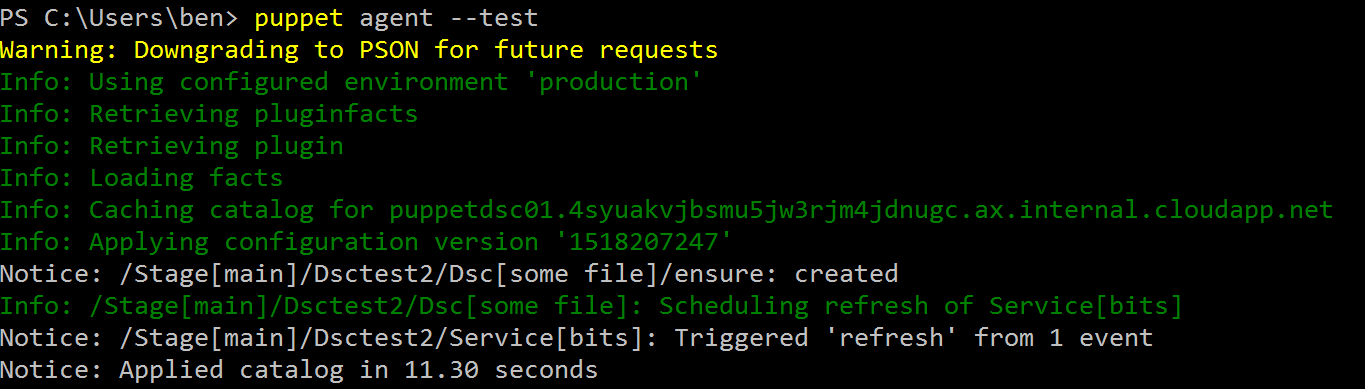 PS C:\Users\ben> puppet agent --test
Warning: Downgrading to PSON for future requests
Info: Using configured environment 'production'
Info: Retrieving pluginfacts
Info: Retrieving plugin
Info: Loading facts
Info: Caching catalog for puppetdsc01.4syuakvjbsmu5jw3rjm4jdnugc.ax.internal.cloudapp.net
Info: Applying configuration version '1518207247'
Notice: /Stage[main]/Dsctest2/Dsc[some file]/ensure: created
Info: /Stage[main]/Dsctest2/Dsc[some file]: Scheduling refresh of Service[bits]
Notice: /Stage[main]/Dsctest2/Service[bits]: Triggered 'refresh' from 1 event
Notice: Applied catalog in 11.30 seconds